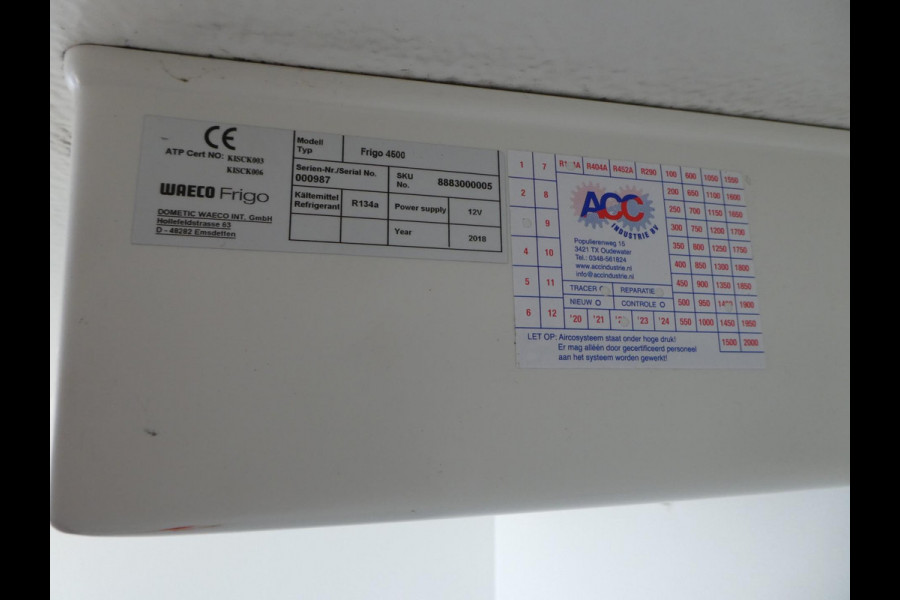 CE
ATP Cert NO: KISCK003
KISCK006
WAECO Frigo
DOMETIC WAECO INT. GmbH
Hollefeldstrasse 63
D - 48282 Emsdetten
Modell
Typ
Frigo 4600
Serien-Nr./Serial No.
000987
SKU
No.
8883000005
Kältemittel
Refrigerant
R134a
Power supply
12V
Year
2018
1 7 R404A R452A R290 100 600 1050 1550
2 8 200 650 1100 1600
9 250 700 1150 1650
4 10 300 750 1200 1700
5 11 350 800 1250 1750
6 12 400 850 1300 1800
450 900 1350 1850
500 950 1900
550 1000 1450 1950
1500 2000
ACC
INDUSTRIE BV
Populierenweg 15
3421 TX Oudewater
Tel.: 0348-561824
www.accindustrie.nl
info@accindustrie.nl
TRACER REPARATIE
NIEUW O CONTROLE O
'20 '21 '23 '24
LET OP: Aircosysteem staat onder hoge druk!
Er mag alléén door gecertificeerd personeel
aan het systeem worden gewerkt!